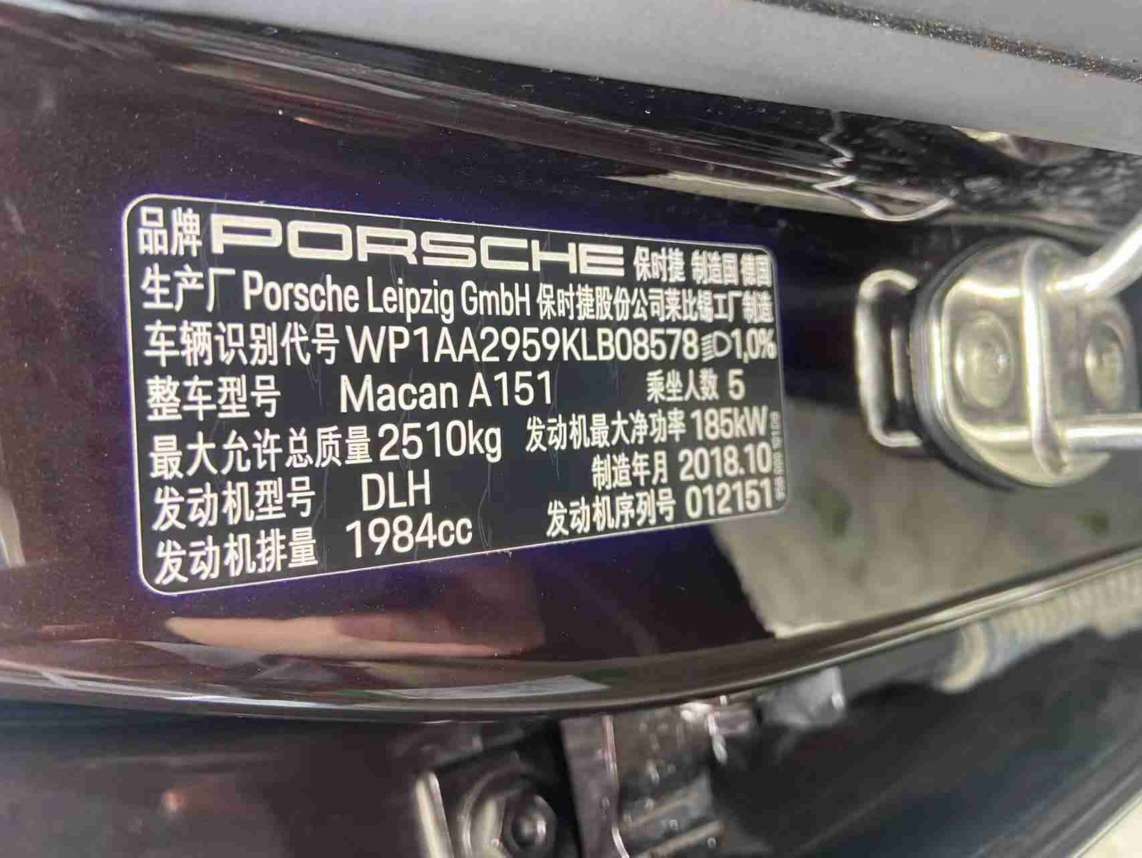 品牌 PORSCHE 保时捷 制造国 德国
生产厂 Porsche Leipzig GmbH 保时捷股份公司莱比锡工厂制造
车辆识别代号 WP1AA2959KLB08578 1,0%
整车型号 Macan A151 乘坐人数 5
最大允许总质量 2510kg 发动机最大净功率 185kW
发动机型号 DLH 制造年月 2018.10
发动机排量 1984cc 发动机序列号 012151